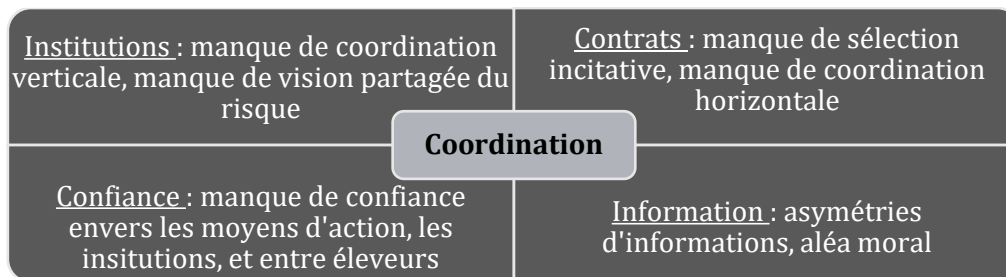 Institutions : manque de coordination
verticale, manque de vision partagée du
risque
Contrats : manque de sélection
incitative, manque de coordination
horizontale
Coordination
Confiance : manque de confiance
envers les moyens d'action, les
insitutions, et entre éleveurs
Information : asymétries
d'informations, aléa moral